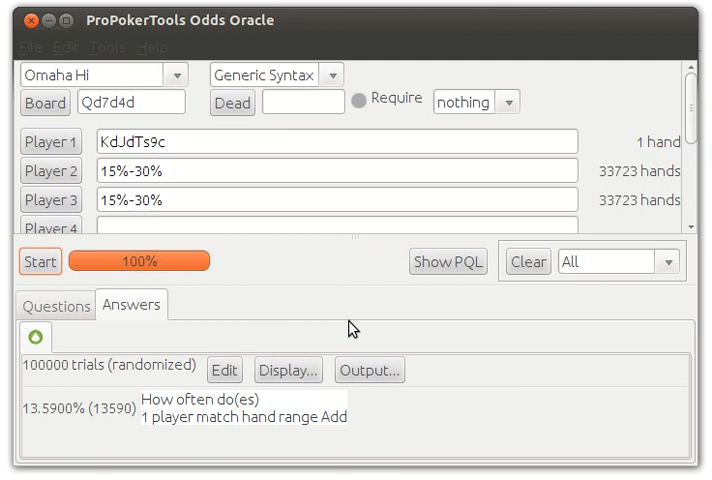 ProPokerTools Odds Oracle
File Edit Tools Help
Omaha Hi Generic Syntax
Board Qd7d4d Dead Require nothing
Player 1 KdJdTs9c 1 hand
Player 2 15%-30% 33723 hands
Player 3 15%-30% 33723 hands
Player 4
Start 100% Show PQL Clear All
Questions Answers
100000 trials (randomized) Edit Display... Output...
How often do(es)
13.5900% (13590)
1 player match hand range Add